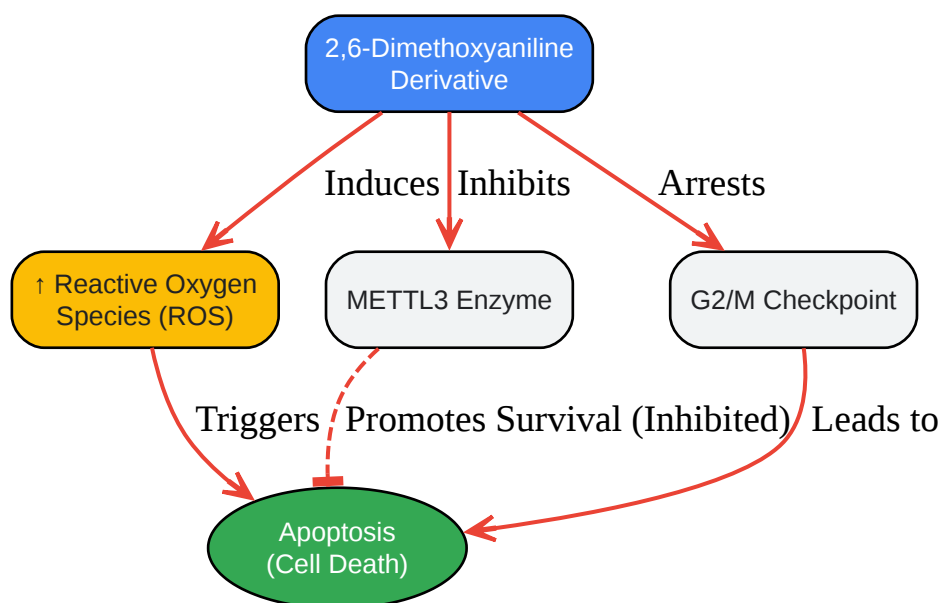 2,6-Dimethoxyaniline
Derivative
Induces
Inhibits
Arrests
↑ Reactive Oxygen
Species (ROS)
METTL3 Enzyme
G2/M Checkpoint
Triggers
Promotes Survival (Inhibited)
Leads to
Apoptosis
(Cell Death)